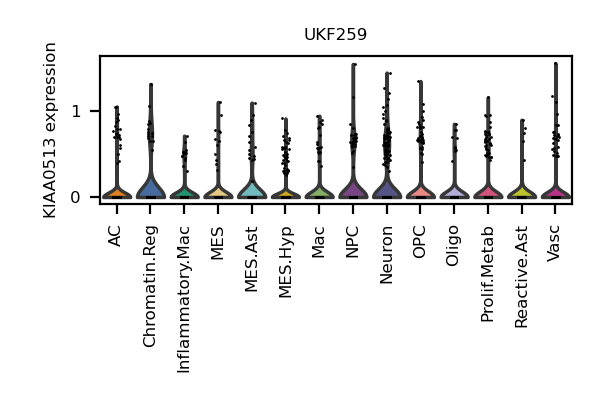 UKF259
KIAA0513 expression
1
0
AC
Chromatin.Reg
Inflammatory.Mac
MES
MES.Ast
MES.Hyp
Mac
NPC
Neuron
OPC
Oligo
Prolif.Metab
Reactive.Ast
Vasc